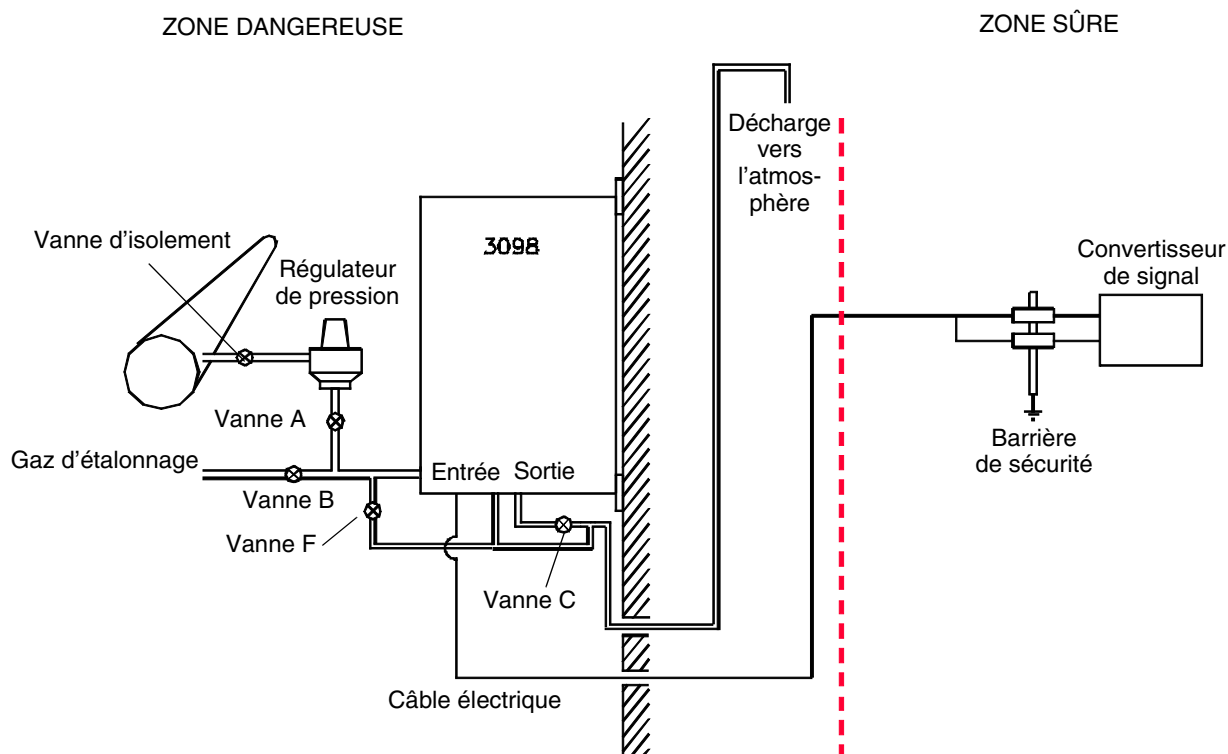 ZONE DANGEREUSE
ZONE SÛRE
Décharge
vers
l'atmos-
phère
Vanne d'isolement
Régulateur
de pression
3098
Convertisseur
de signal
Vanne A
Gaz d'étalonnage
Entrée
Sortie
Barrière
de sécurité
Vanne B
Vanne F
Vanne C
Câble électrique